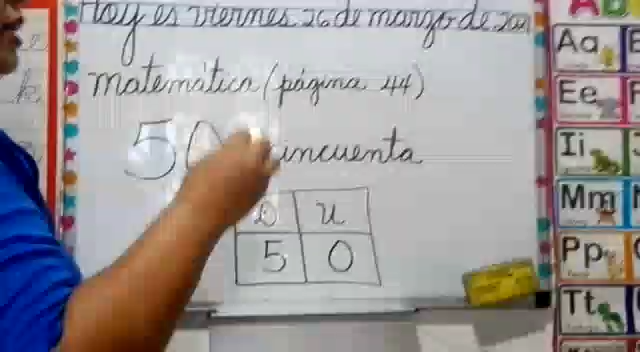 Hoy es viernes 26 de marzo de 2021
matemática (página 44)
50 cincuenta
D U
5 0
Aa
Ee
Ii
Mm
Pp
Tt